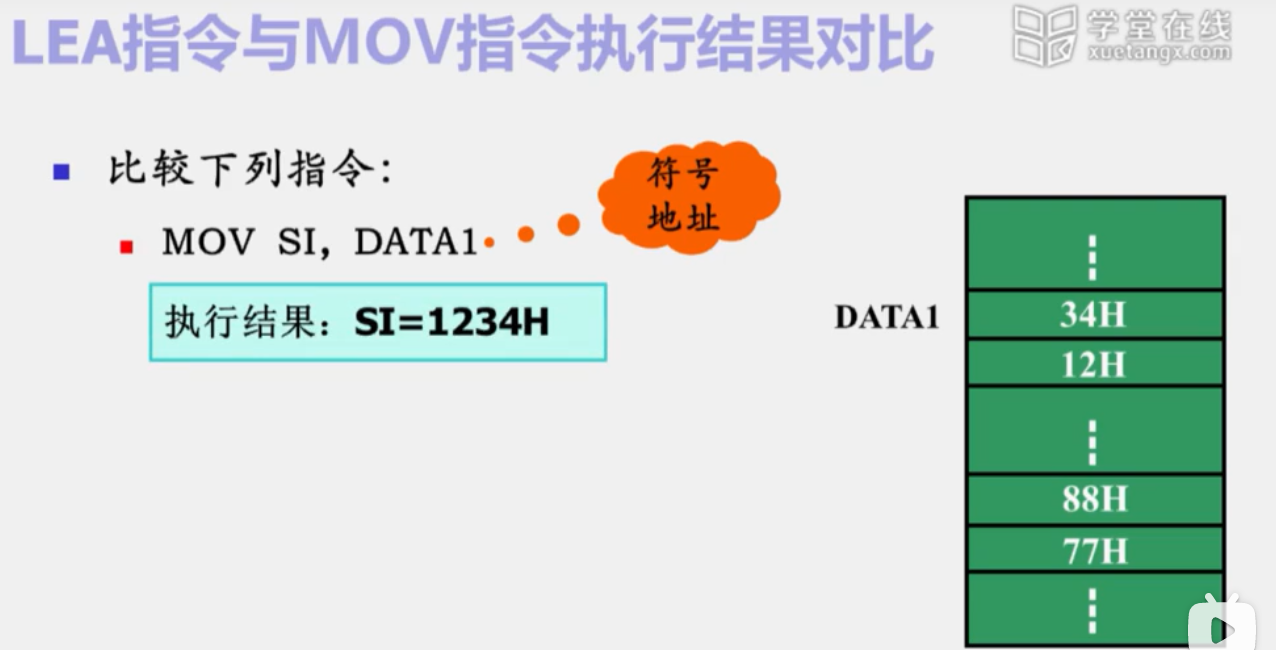 LEA指令与MOV指令执行结果对比
学堂在线
xuetangx.com
比较下列指令：
MOV SI，DATA1
符号
地址
执行结果：SI=1234H
DATA1
34H
12H
88H
77H